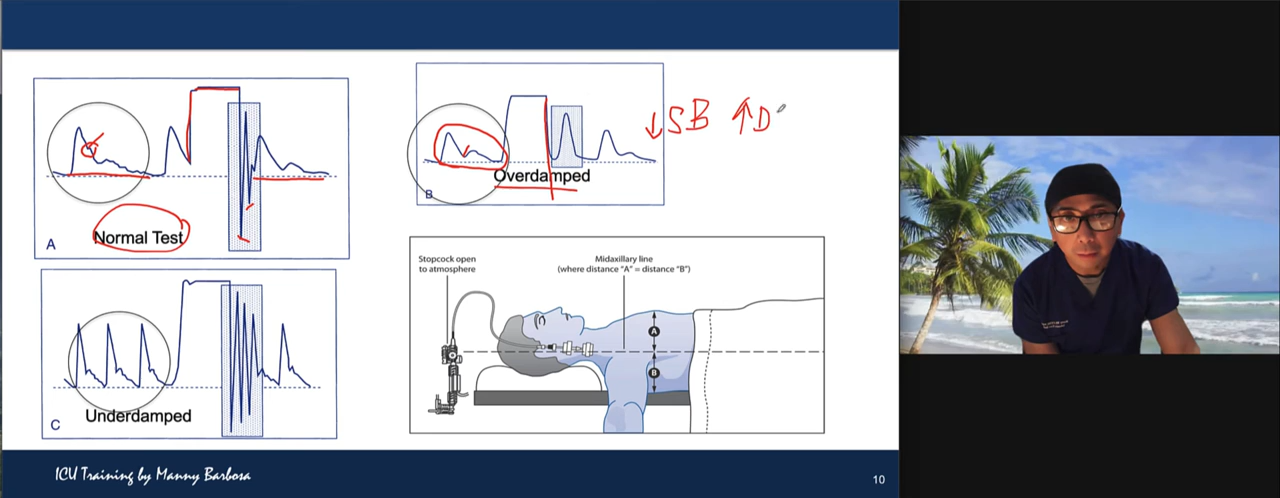 A
Normal Test
B
Overdamped
↓SB ↑D
C
Underdamped
Stopcock open
to atmosphere
Midaxillary line
(where distance "A" = distance "B")
A
B
ICU Training by Manny Barbosa
10